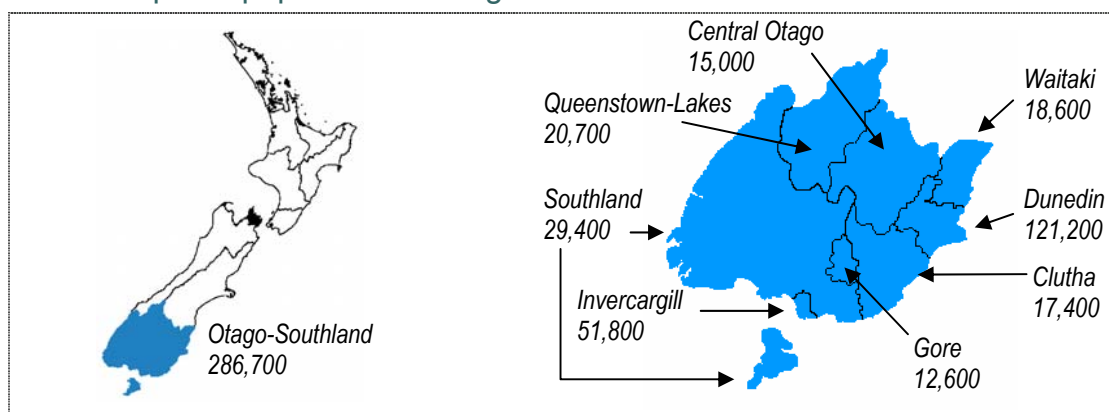 Otago-Southland
286,700
Central Otago
15,000
Queenstown-Lakes
20,700
Waitaki
18,600
Southland
29,400
Dunedin
121,200
Invercargill
51,800
Clutha
17,400
Gore
12,600